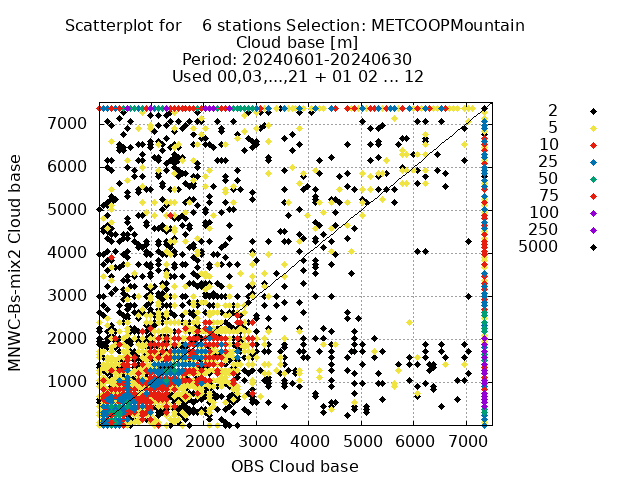 Scatterplot for    6 stations Selection: METCOOPMountain
Cloud base [m]
Period: 20240601-20240630
Used 00,03,...,21 + 01 02 ... 12
MNWC-Bs-mix2 Cloud base
7000
6000
5000
4000
3000
2000
1000
1000 2000 3000 4000 5000 6000 7000
OBS Cloud base
2
5
10
25
50
75
100
250
5000